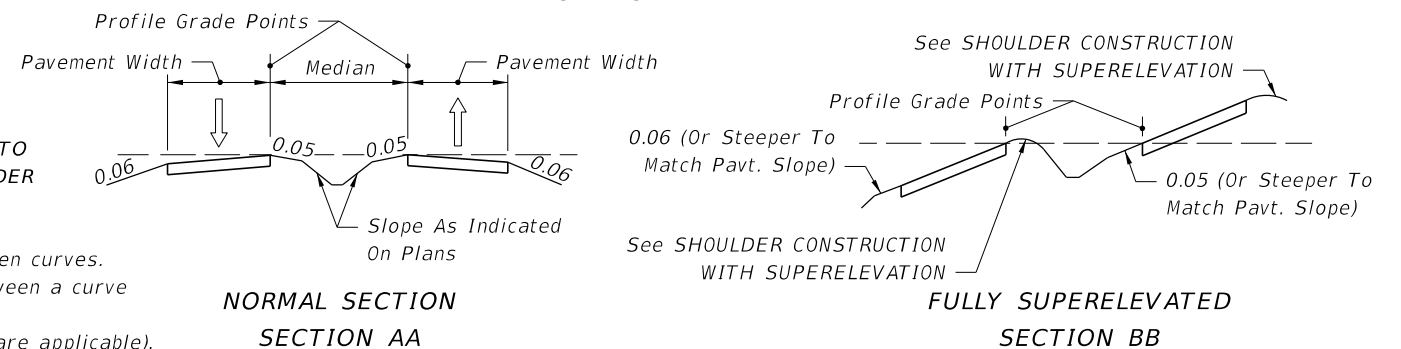 Profile Grade Points
Pavement Width
Median
Pavement Width
TO
DER
0.06
0.05
0.05
0.06
Slope As Indicated
On Plans
en curves.
ween a curve
are applicable).
NORMAL SECTION
SECTION AA
See SHOULDER CONSTRUCTION
WITH SUPERELEVATION
Profile Grade Points
0.06 (Or Steeper To
Match Pavt. Slope)
0.05 (Or Steeper To
Match Pavt. Slope)
See SHOULDER CONSTRUCTION
WITH SUPERELEVATION
FULLY SUPERELEVATED
SECTION BB